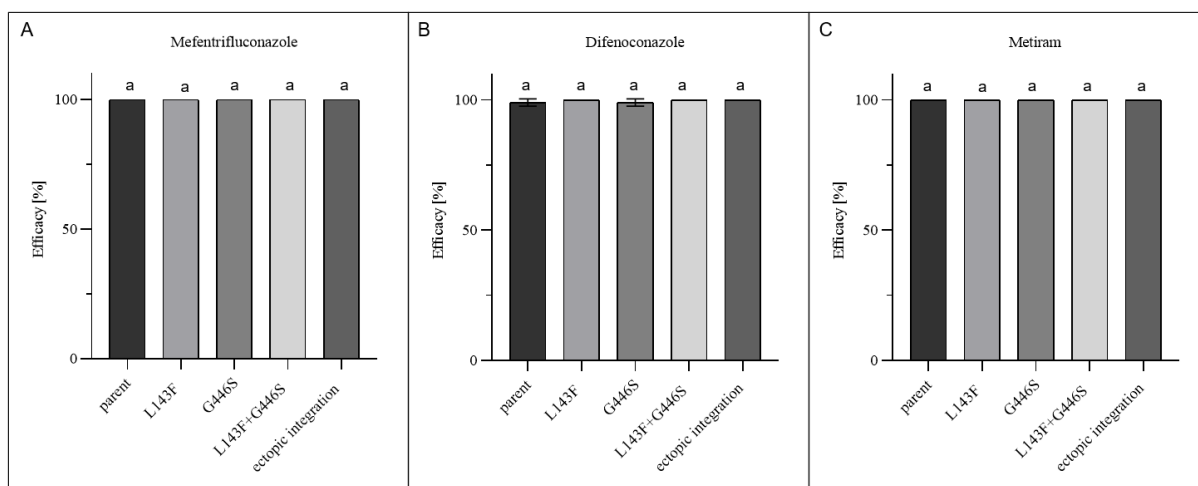 A
Mefentrifluconazole
Efficacy [%]
100
50
0
a a a a a
parent
L143F
G446S
L143F+G446S
ectopic integration
B
Difenoconazole
Efficacy [%]
100
50
0
a a a a a
parent
L143F
G446S
L143F+G446S
ectopic integration
C
Metiram
Efficacy [%]
100
50
0
a a a a a
parent
L143F
G446S
L143F+G446S
ectopic integration